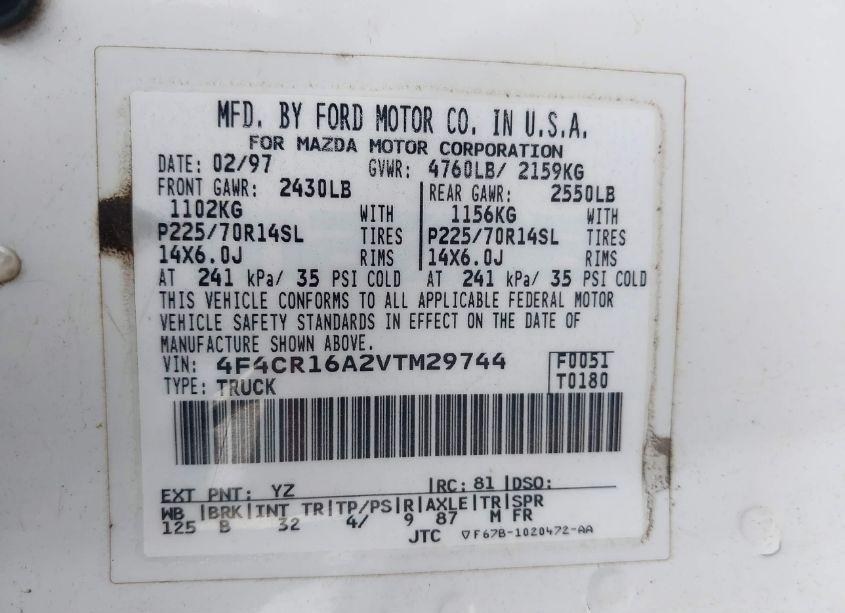 MFD. BY FORD MOTOR CO. IN U.S.A.
FOR MAZDA MOTOR CORPORATION
DATE: 02/97 GVWR: 4760LB/ 2159KG
FRONT GAWR: 2430LB REAR GAWR: 2550LB
1102KG WITH 1156KG WITH
P225/70R14SL TIRES P225/70R14SL TIRES
14X6.0J RIMS 14X6.0J RIMS
AT 241 kPa/ 35 PSI COLD AT 241 kPa/ 35 PSI COLD
THIS VEHICLE CONFORMS TO ALL APPLICABLE FEDERAL MOTOR
VEHICLE SAFETY STANDARDS IN EFFECT ON THE DATE OF
MANUFACTURE SHOWN ABOVE.
VIN: 4F4CR16A2VTM29744 F0051
TYPE: TRUCK T0180
EXT PNT: YZ RC: 81 DSO:
WB BRK INT TR TP/PS R AXLE TR SPR
125 B 32 4/ 9 87 M FR
JTC F67B-1020472-AA